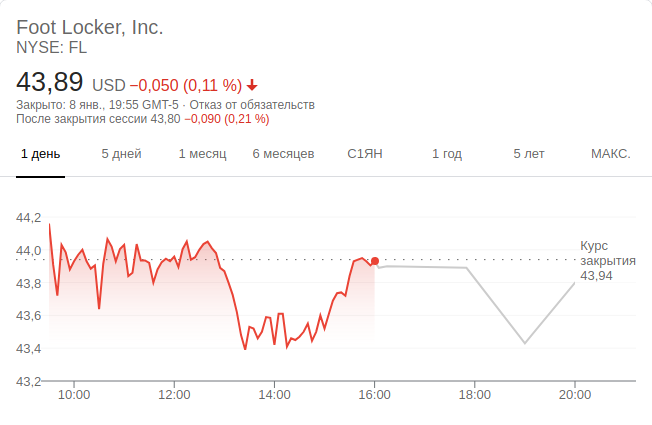 Foot Locker, Inc.
NYSE: FL
43,89 USD −0,050 (0,11 %)
Закрыто: 8 янв., 19:55 GMT-5 · Отказ от обязательств
После закрытия сессии 43,80 −0,090 (0,21 %)
1 день 5 дней 1 месяц 6 месяцев С1ЯН 1 год 5 лет МАКС.
44,2
44,0
43,8
43,6
43,4
43,2
Курс
закрытия
43,94
10:00 12:00 14:00 16:00 18:00 20:00